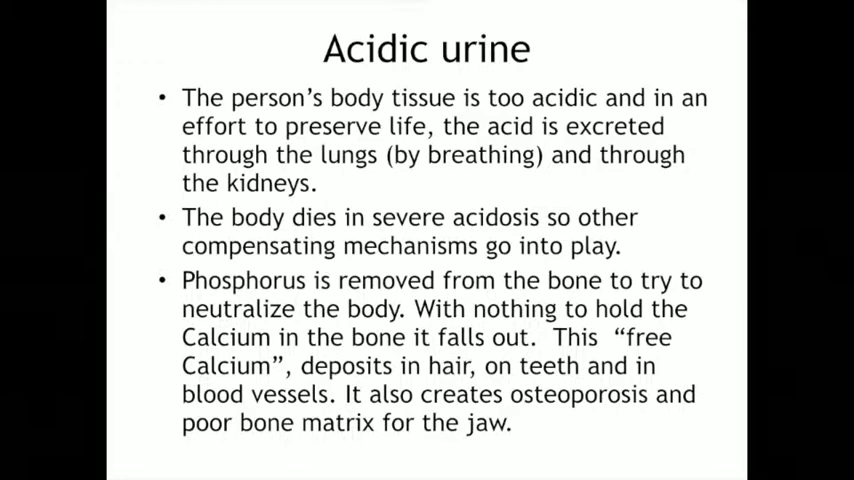 Acidic urine
• The person's body tissue is too acidic and in an
effort to preserve life, the acid is excreted
through the lungs (by breathing) and through
the kidneys.
• The body dies in severe acidosis so other
compensating mechanisms go into play.
• Phosphorus is removed from the bone to try to
neutralize the body. With nothing to hold the
Calcium in the bone it falls out.  This  “free
Calcium”, deposits in hair, on teeth and in
blood vessels. It also creates osteoporosis and
poor bone matrix for the jaw.